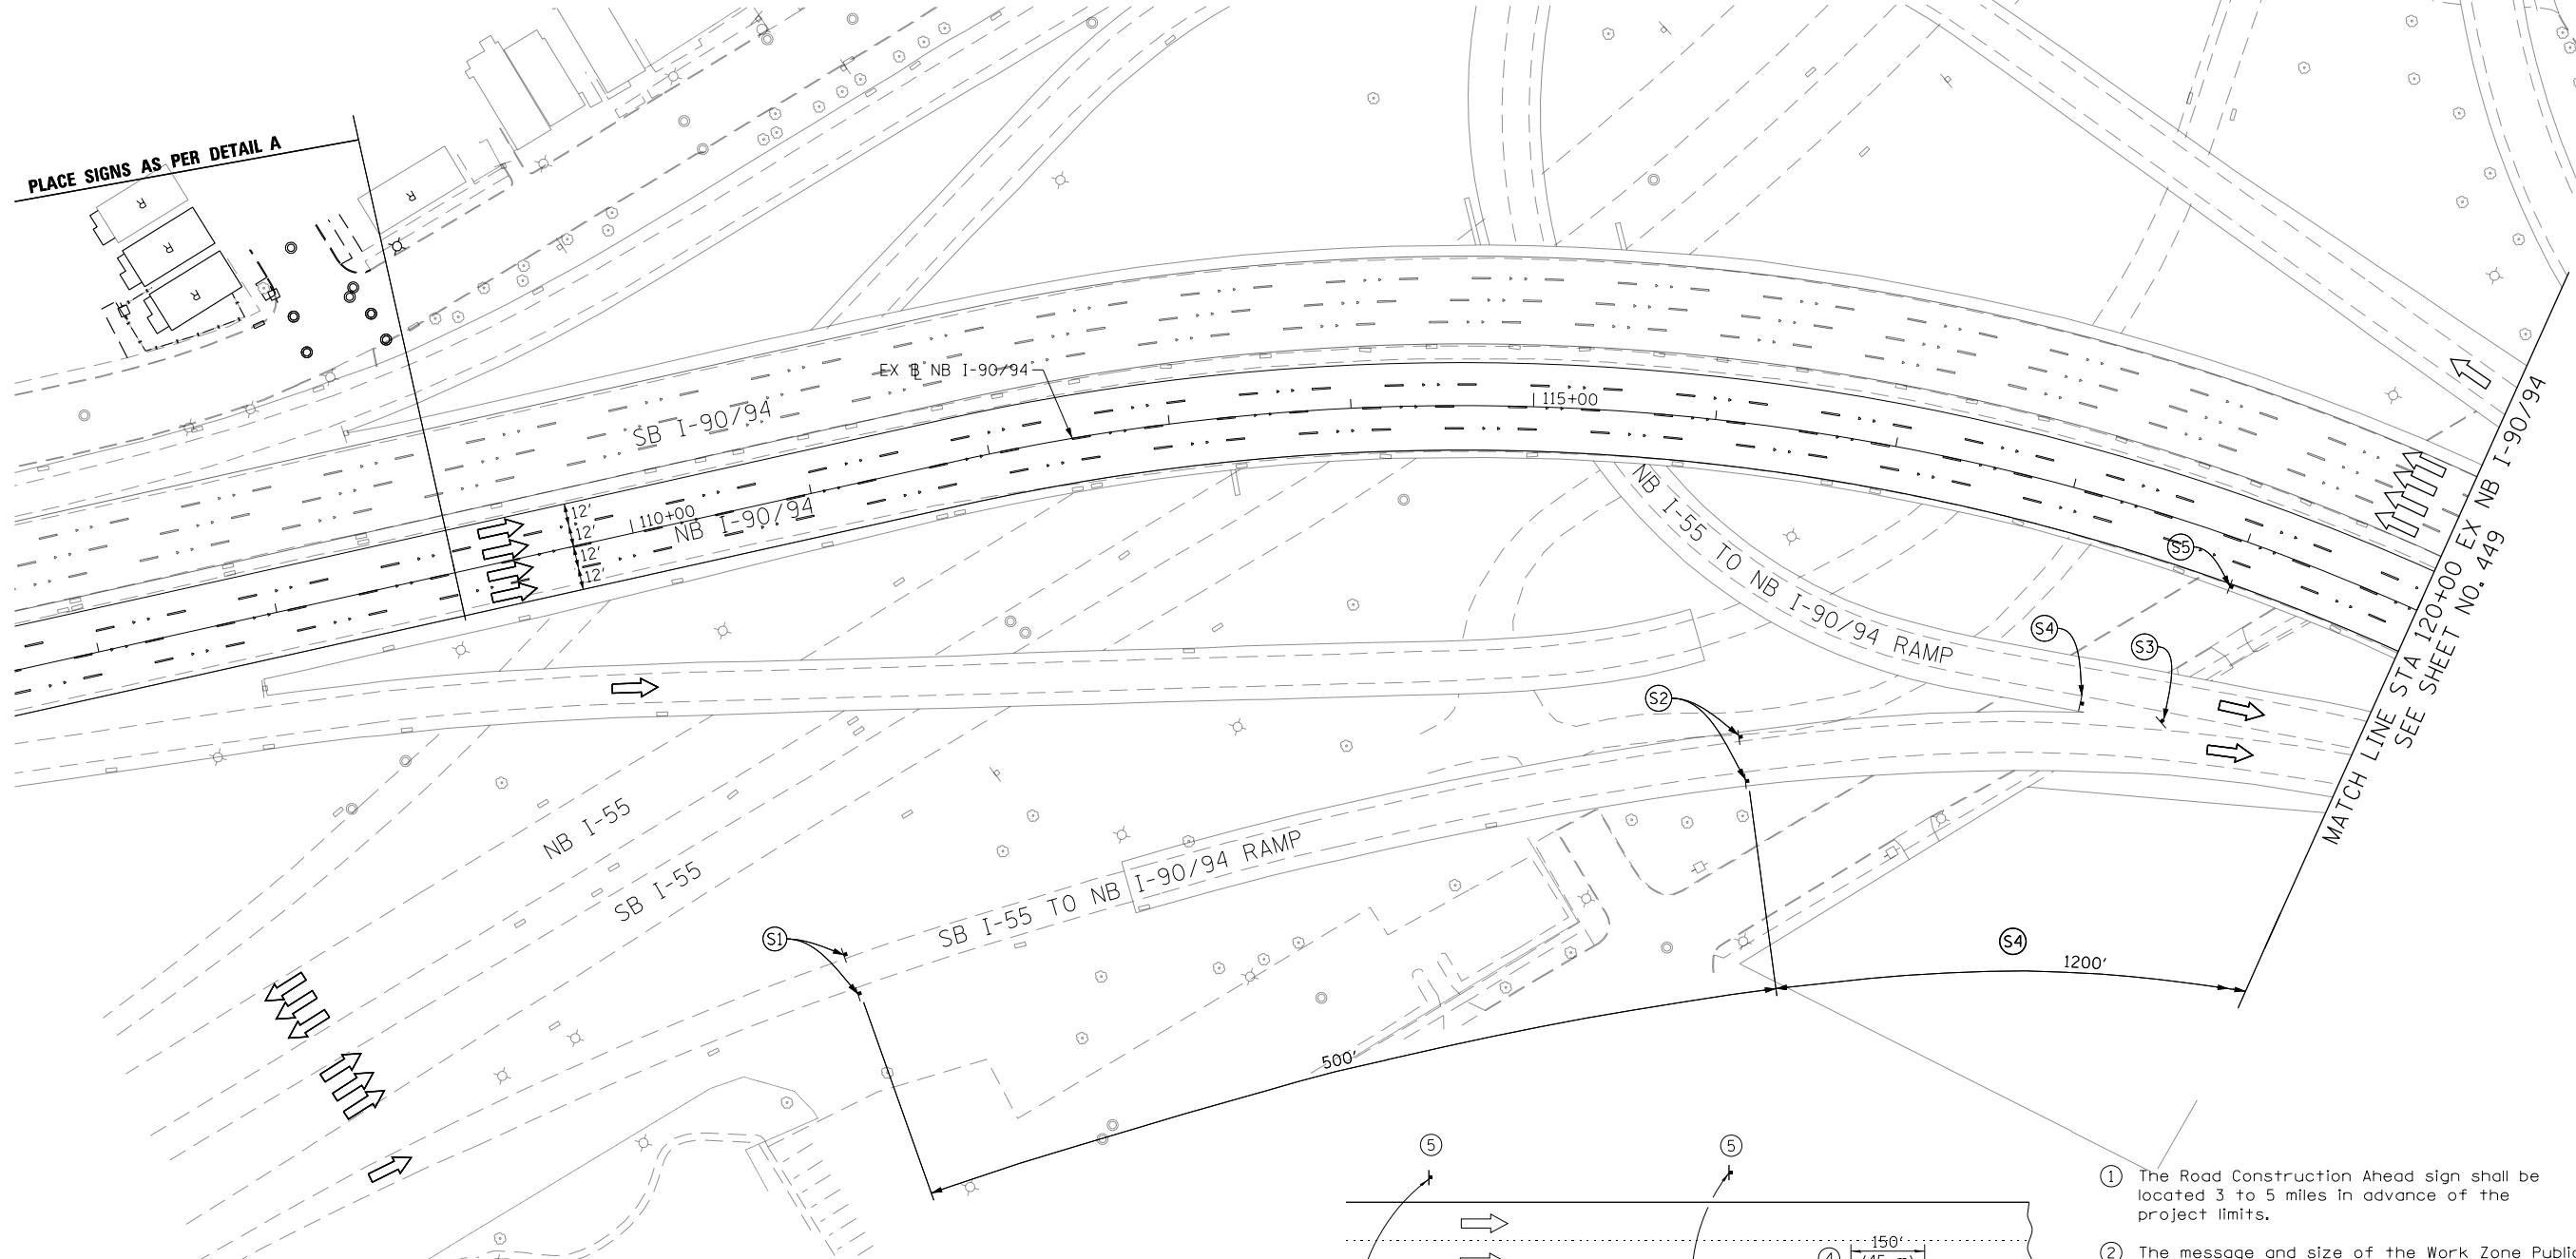 PLACE SIGNS AS PER DETAIL A
R
R
R
R
EX ℄ NB I-90/94
SB I-90/94
115+00
110+00
NB I-90/94
12'
12'
12'
12'
NB I-55 TO NB I-90/94 RAMP
S5
S4
S3
S2
MATCH LINE STA 120+00 EX NB I-90/94
SEE SHEET NO. 449
NB I-55
SB I-55
SB I-55 TO NB I-90/94 RAMP
S1
S4
1200'
500'
5
5
150'
(45 m)
4
1 The Road Construction Ahead sign shall be
located 3 to 5 miles in advance of the
project limits.
2 The message and size of the Work Zone Publi